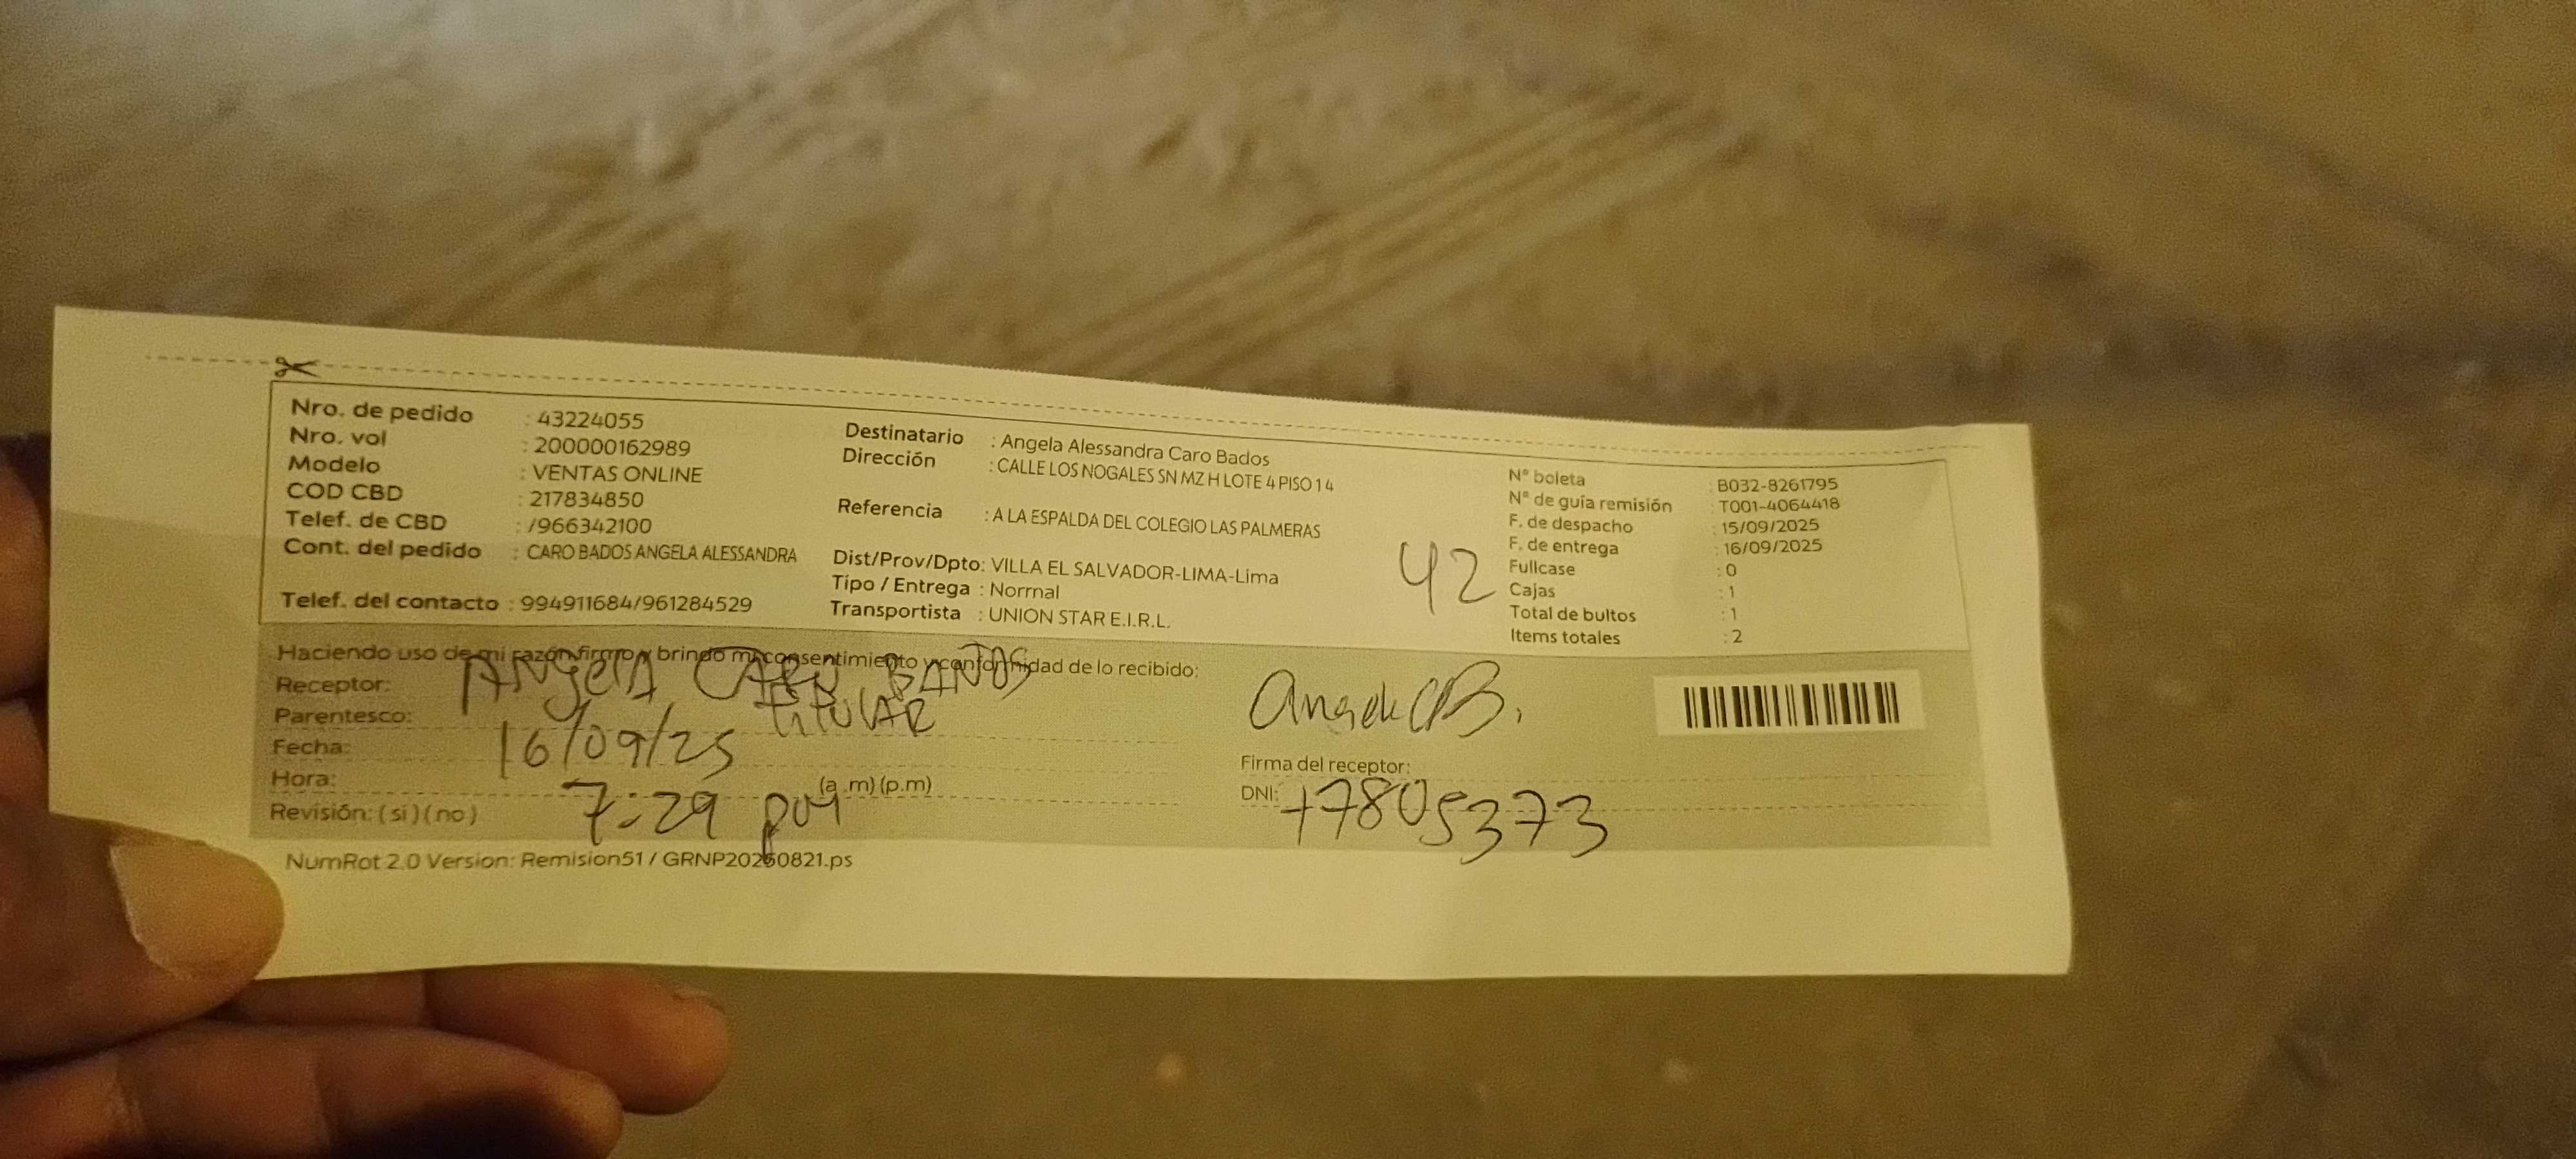 Nro. de pedido : 43224055
Nro. vol : 200000162989
Modelo : VENTAS ONLINE
COD CBD : 217834850
Telef. de CBD : /966342100
Cont. del pedido : CARO BADOS ANGELA ALESSANDRA
Telef. del contacto : 994911684/961284529
Destinatario : Angela Alessandra Caro Bados
Dirección : CALLE LOS NOGALES SN MZ H LOTE 4 PISO 1 4
Referencia : A LA ESPALDA DEL COLEGIO LAS PALMERAS
Dist/Prov/Dpto: VILLA EL SALVADOR-LIMA-Lima
Tipo / Entrega : Normal
Transportista : UNION STAR E.I.R.L.
42
N° boleta : B032-8261795
N° de guía remisión : T001-4064418
F. de despacho : 15/09/2025
F. de entrega : 16/09/2025
Fullcase : 0
Cajas : 1
Total de bultos : 1
Items totales : 2
Haciendo uso de mi razón firmo y brindo mi consentimiento y conformidad de lo recibido:
Receptor: ANgelA CARO
Parentesco: titulAR
Fecha: 16/09/25
Hora: 7:29 pm (a.m) (p.m)
Revisión: (si) (no)
Firma del receptor:
DNI: 77805373
NumRot 2.0 Version: Remision51 / GRNP20250821.ps